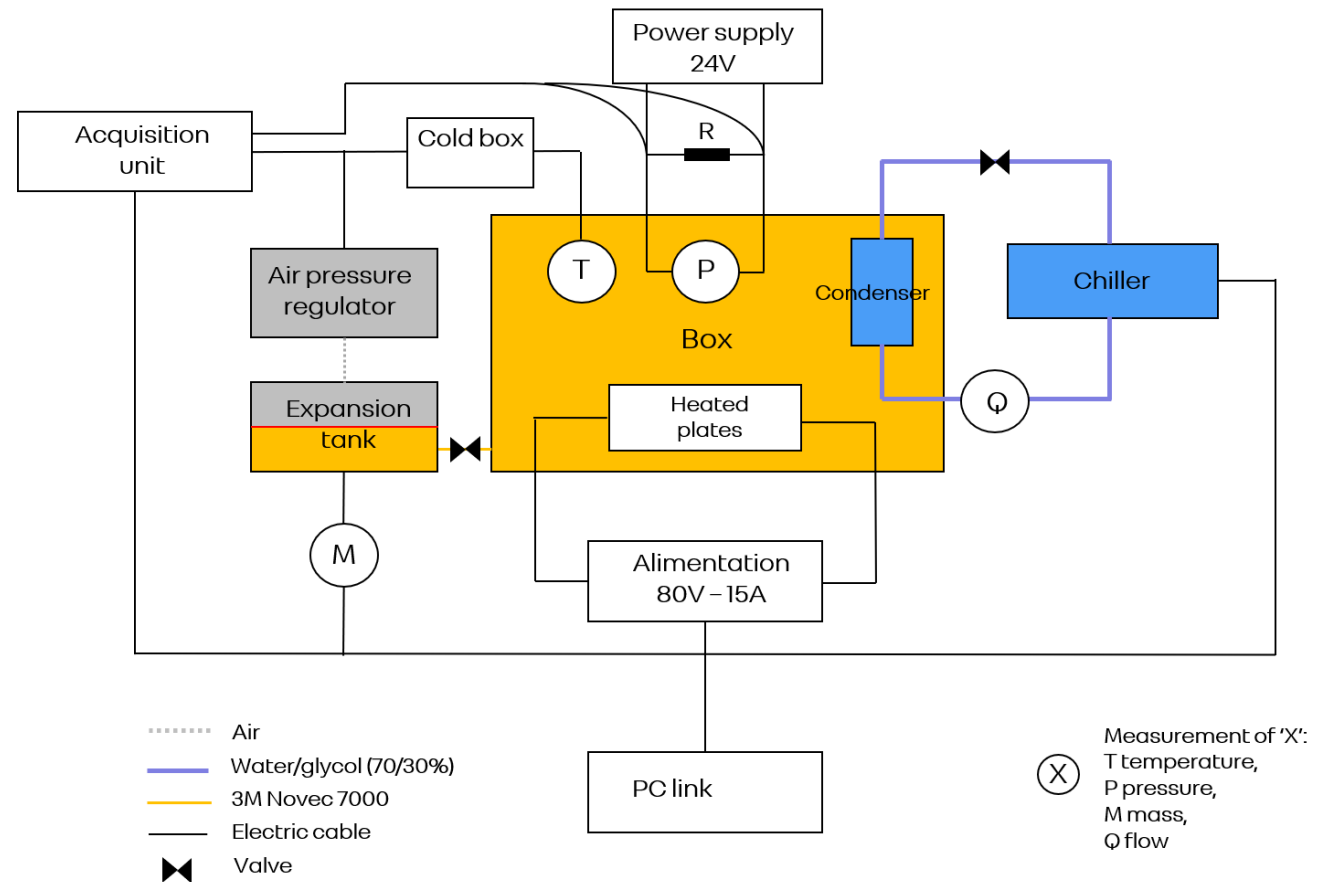 Power supply
24V
Acquisition
unit
Cold box
R
Air pressure
regulator
T
P
Condenser
Chiller
Box
Expansion
tank
Heated
plates
Q
M
Alimentation
80V – 15A
PC link
Air
Water/glycol (70/30%)
3M Novec 7000
Electric cable
Valve
X
Measurement of ‘X’:
T temperature,
P pressure,
M mass,
Q flow